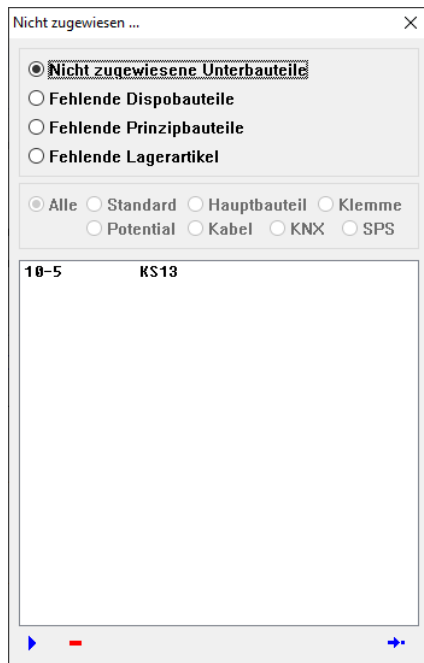 Nicht zugewiesen ...
Nicht zugewiesene Unterbauteile
Fehlende Dispobauteile
Fehlende Prinzipbauteile
Fehlende Lagerartikel
Alle Standard Hauptbauteil Klemme
Potential Kabel KNX SPS
10-5 KS13